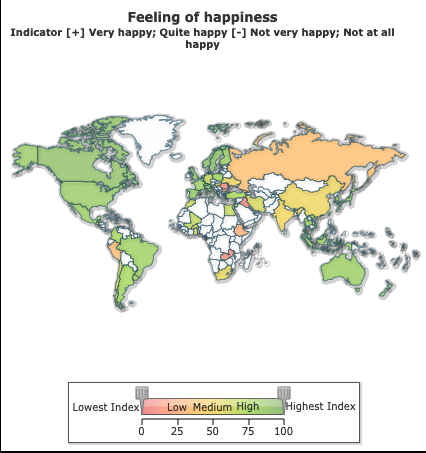 Feeling of happiness
Indicator [+] Very happy; Quite happy [-] Not very happy; Not at all
happy
Lowest Index Low Medium High Highest Index
0 25 50 75 100